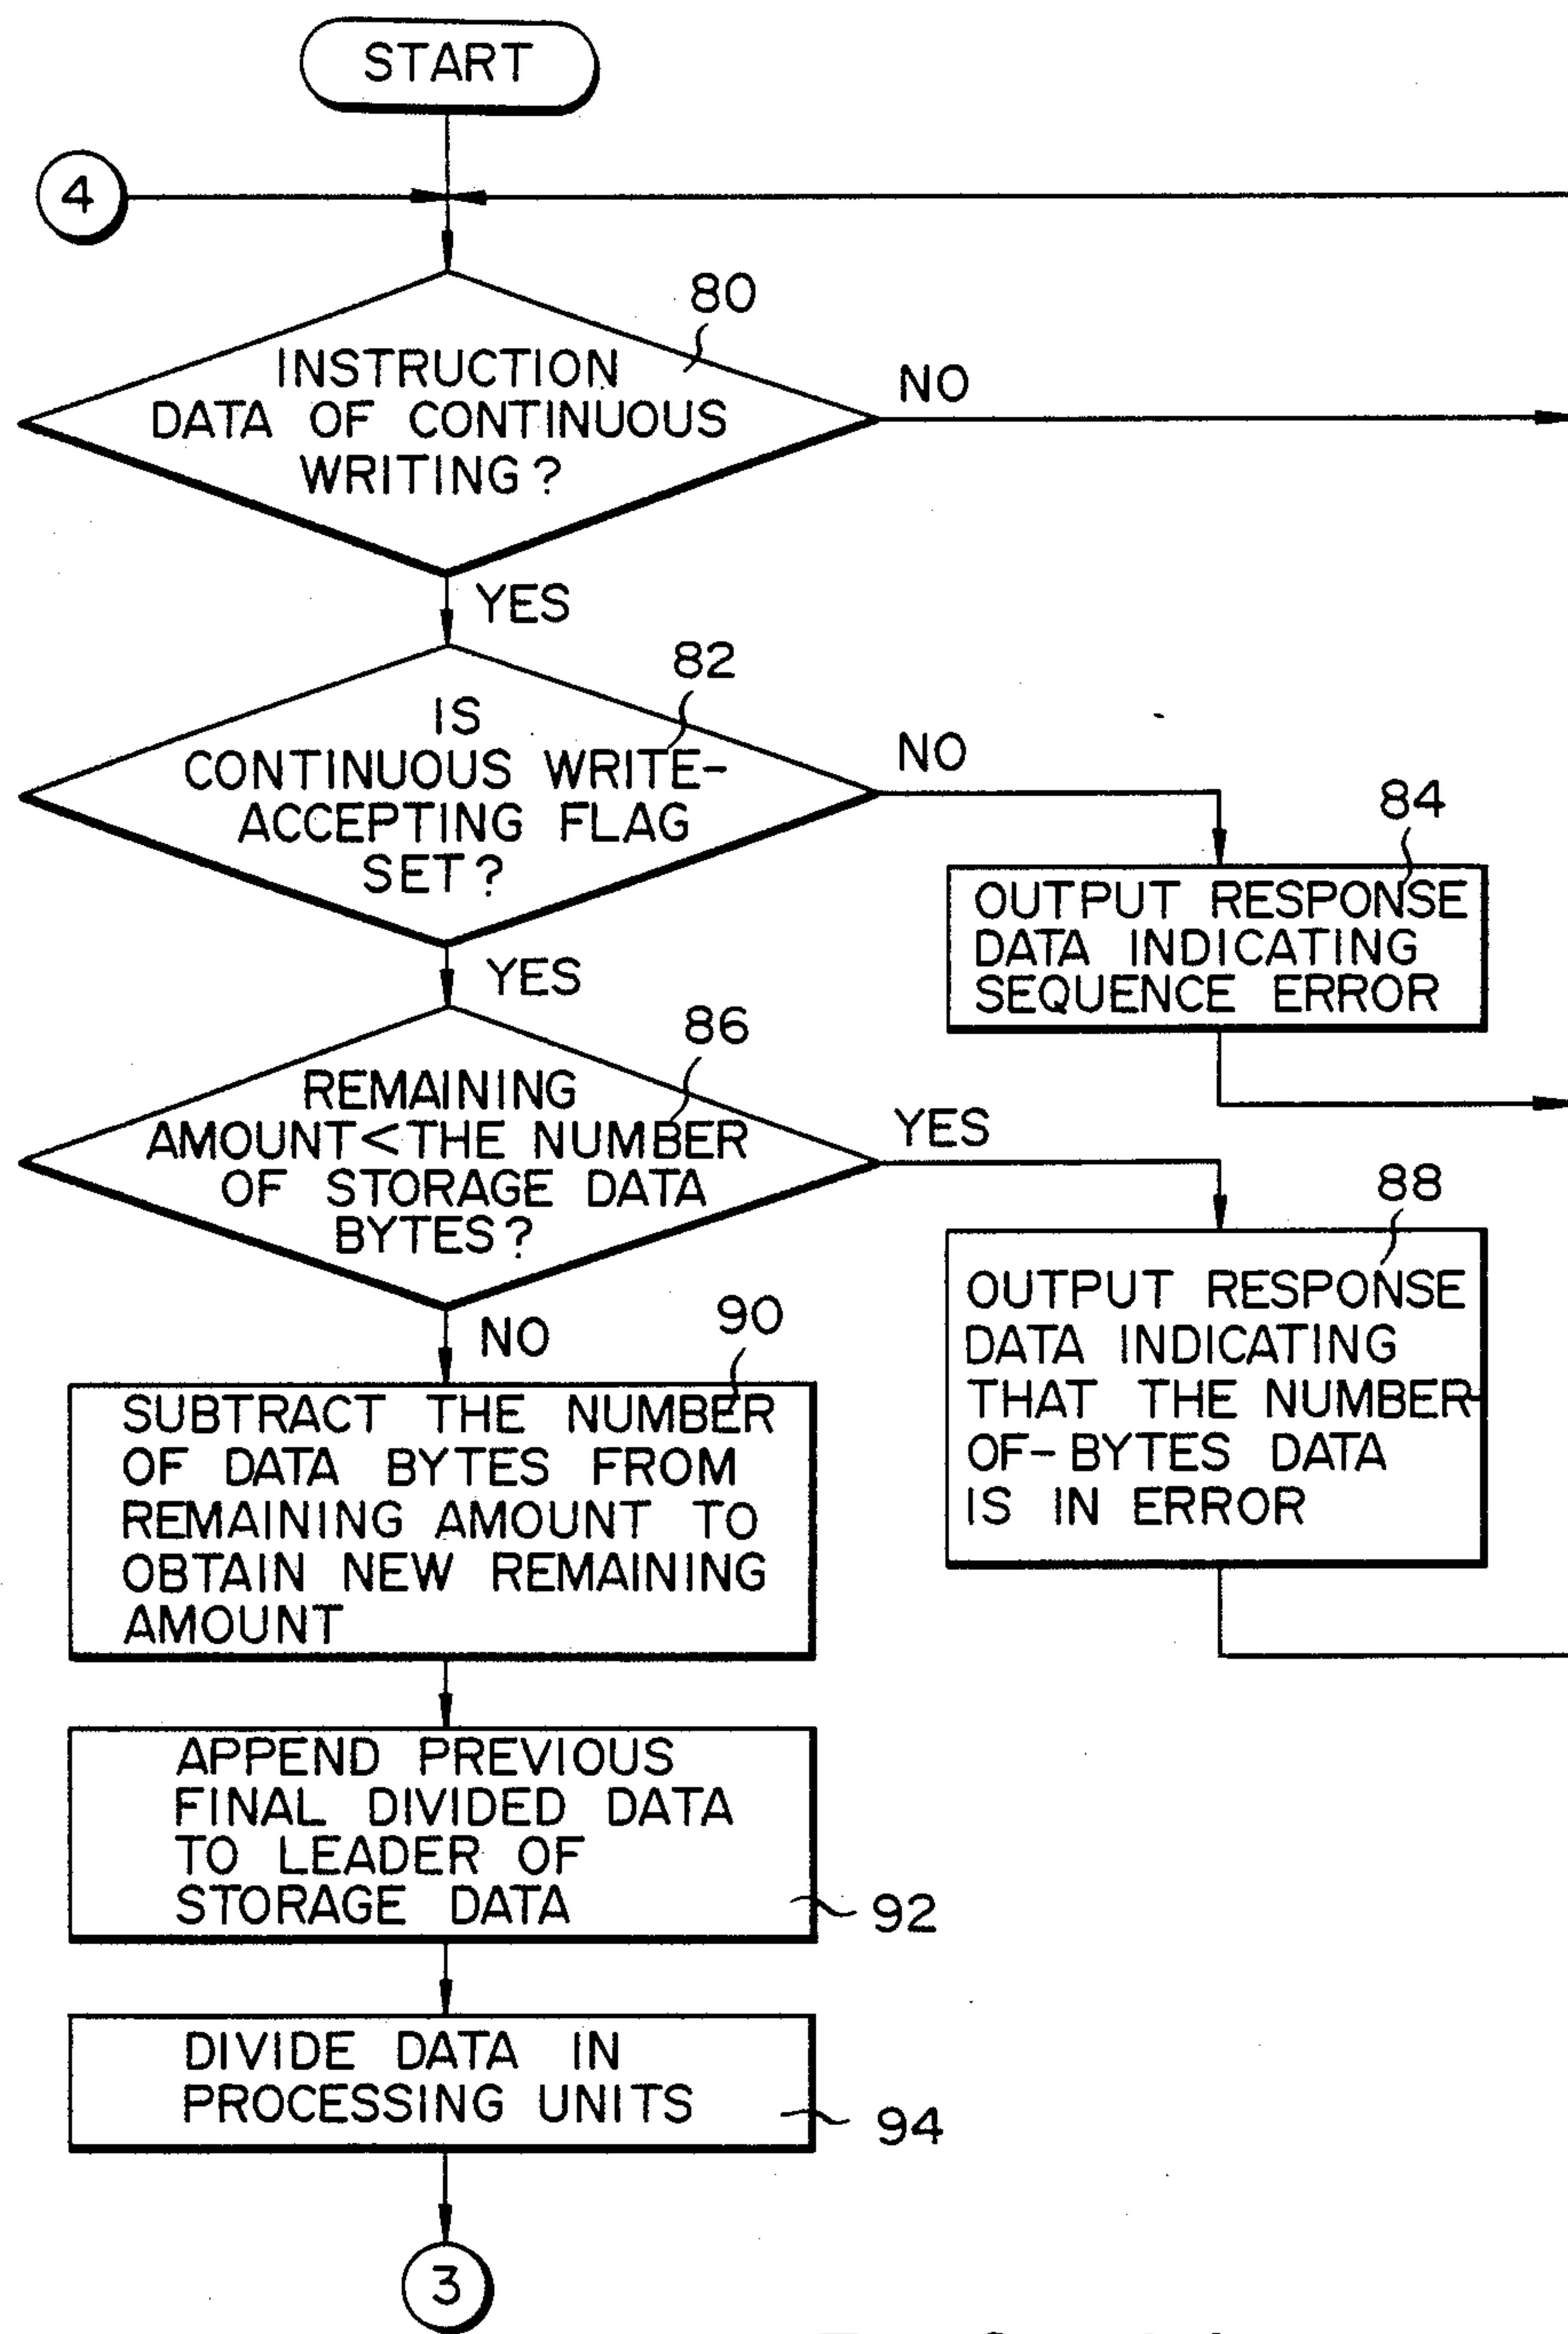 START
4
80
INSTRUCTION
DATA OF CONTINUOUS
WRITING?
NO
YES
82
IS
CONTINUOUS WRITE-
ACCEPTING FLAG
SET?
NO
YES
84
OUTPUT RESPONSE
DATA INDICATING
SEQUENCE ERROR
86
REMAINING
AMOUNT<THE NUMBER
OF STORAGE DATA
BYTES?
YES
NO
88
OUTPUT RESPONSE
DATA INDICATING
THAT THE NUMBER-
OF-BYTES DATA
IS IN ERROR
90
SUBTRACT THE NUMBER
OF DATA BYTES FROM
REMAINING AMOUNT TO
OBTAIN NEW REMAINING
AMOUNT
APPEND PREVIOUS
FINAL DIVIDED DATA
TO LEADER OF
STORAGE DATA
92
DIVIDE DATA IN
PROCESSING UNITS
94
3